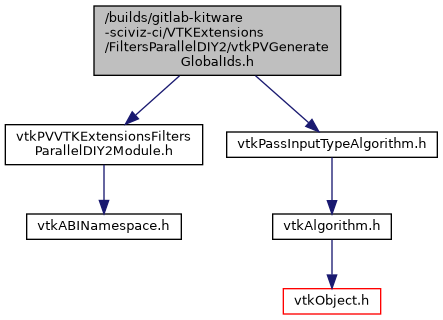 /builds/gitlab-kitware
-sciviz-ci/VTKExtensions
/FiltersParallelDIY2/vtkPVGenerate
GlobalIds.h
vtkPVVTKExtensionsFilters
ParallelDIY2Module.h
vtkPassInputTypeAlgorithm.h
vtkABINamespace.h
vtkAlgorithm.h
vtkObject.h